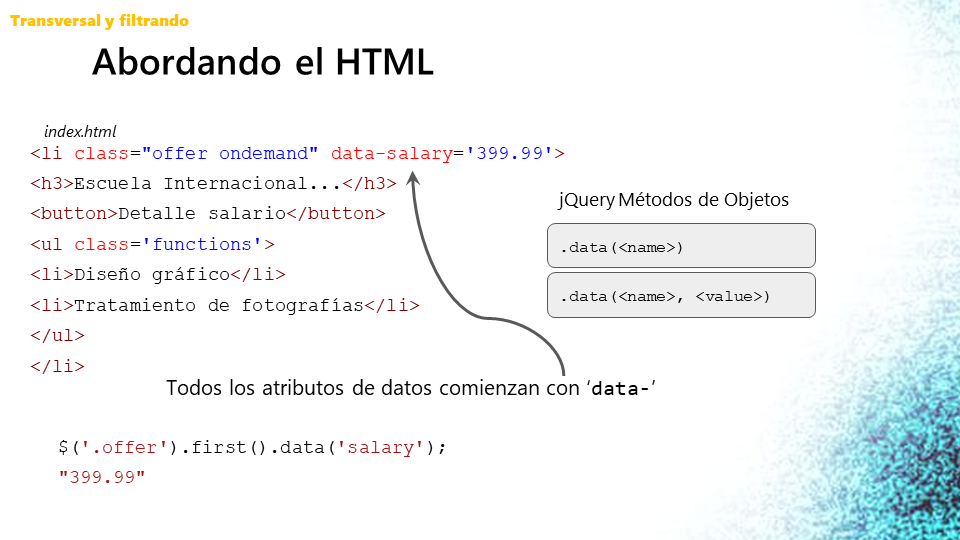 Transversal y filtrando
Abordando el HTML
index.html
<li class="offer ondemand" data-salary='399.99'>
<h3>Escuela Internacional...</h3>
<button>Detalle salario</button>
<ul class='functions'>
<li>Diseño gráfico</li>
<li>Tratamiento de fotografías</li>
</ul>
</li>
jQuery Métodos de Objetos
.data(<name>)
.data(<name>, <value>)
Todos los atributos de datos comienzan con ‘data-’
$('.offer').first().data('salary');
"399.99"